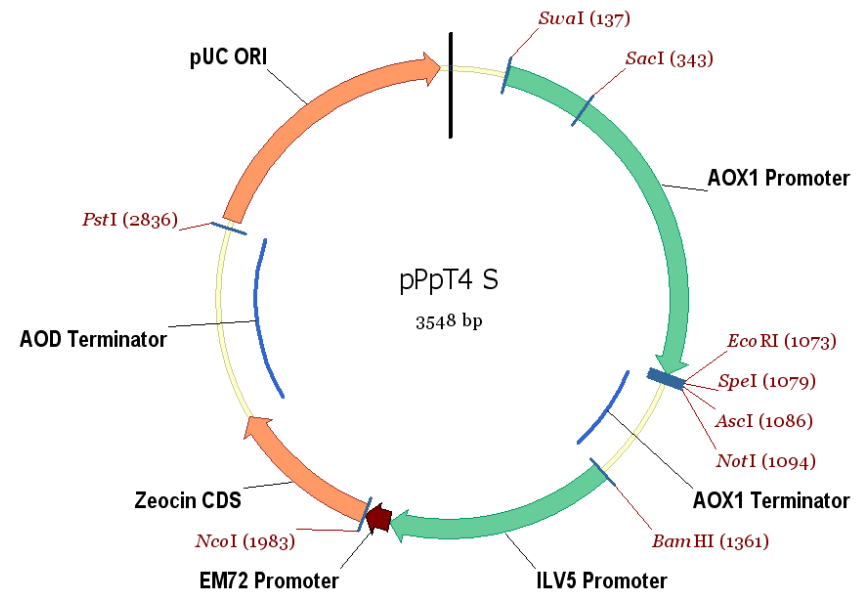 SwaI (137)
pUC ORI
SacI (343)
AOX1 Promoter
PstI (2836)
pPpT4 S
3548 bp
AOD Terminator
EcoRI (1073)
SpeI (1079)
AscI (1086)
NotI (1094)
Zeocin CDS
AOX1 Terminator
NcoI (1983)
BamHI (1361)
EM72 Promoter
ILV5 Promoter